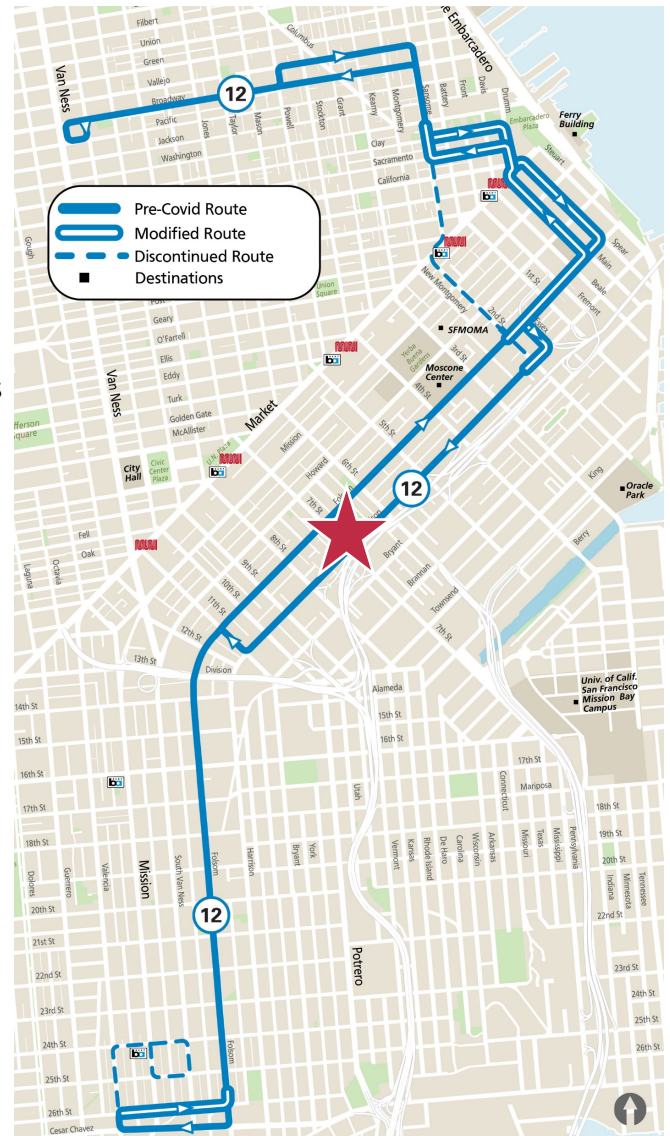 Filbert
Union
Green
Vallejo
Broadway
Pacific
Jackson
Washington
Van Ness
Columbus
The Embarcadero
12
Jones
Taylor
Mason
Powell
Stockton
Grant
Kearny
Montgomery
Sansome
Battery
Front
Davis
Drumm
Clay
Sacramento
California
Embarcadero
Plaza
Ferry
Building
Steuart
Pre-Covid Route
Modified Route
Discontinued Route
Destinations
Gough
Post
Geary
O'Farrell
Ellis
Eddy
Turk
Golden Gate
McAllister
Union
Square
Van Ness
Market
New Montgomery
SFMOMA
Yerba
Buena
Gardens
Moscone
Center
1st St
2nd St
3rd St
4th St
5th St
6th St
7th St
8th St
9th St
10th St
11th St
12th St
13th St
Spear
Main
Beale
Fremont
Essex
Jefferson
Square
City
Hall
Civic
Center
Plaza
U.N. Plaza
Mission
Howard
12
King
Oracle
Park
Berry
Fell
Oak
Laguna
Octavia
Bryant
Brannan
Townsend
7th St
Division
Alameda
15th St
16th St
Univ. of Calif.
San Francisco
Mission Bay
Campus
14th St
15th St
16th St
17th St
18th St
20th St
21st St
22nd St
23rd St
24th St
25th St
26th St
Cesar Chavez
Dolores
Guerrero
Valencia
Mission
South Van Ness
Folsom
Harrison
Bryant
York
Potrero
Utah
Vermont
Kansas
Rhode Island
De Haro
Carolina
Wisconsin
Arkansas
Connecticut
Missouri
Texas
Mississippi
Pennsylvania
17th St
Mariposa
18th St
19th St
20th St
Indiana
Minnesota
Tennessee
22nd St
23rd St
24th St
25th St
26th St
12
Folsom